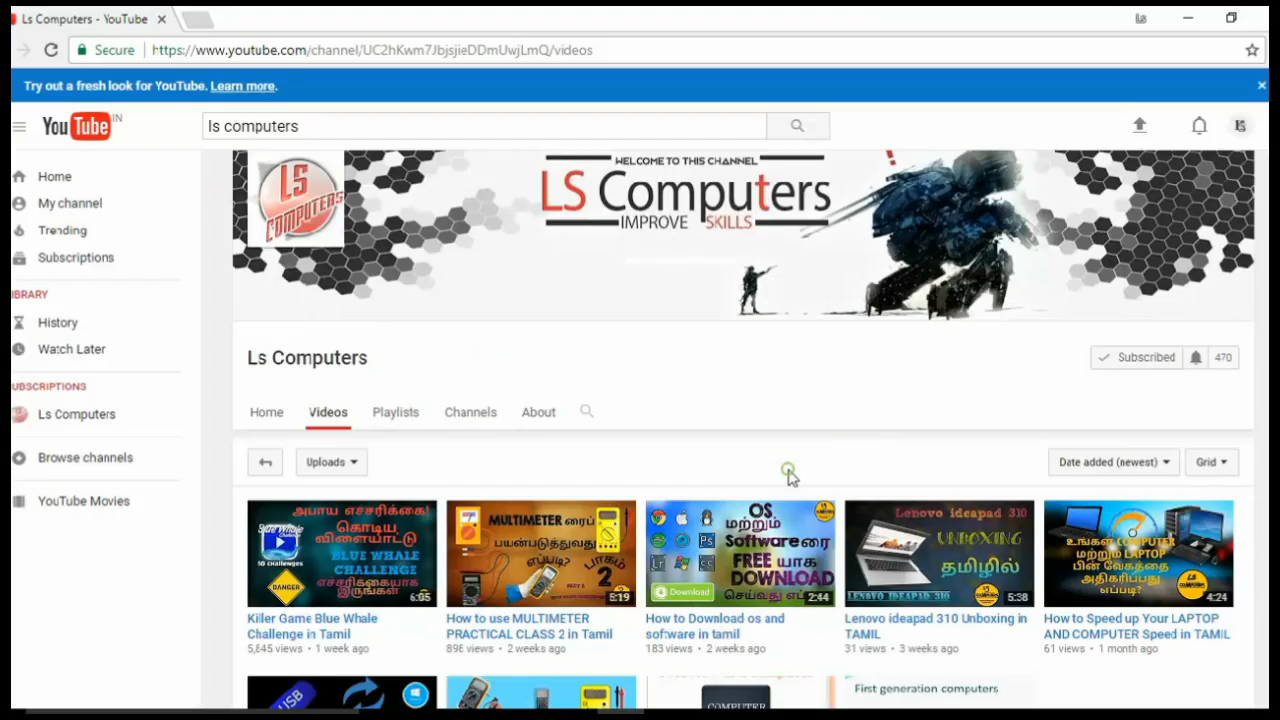 Ls Computers - YouTube
Ls
Secure
https://www.youtube.com/channel/UC2hKwm7JbjsjieDDmUwjLmQ/videos
Try out a fresh look for YouTube. Learn more.
YouTube IN
ls computers
Home
My channel
Trending
Subscriptions
IBRARY
History
Watch Later
UBSCRIPTIONS
Ls Computers
Browse channels
YouTube Movies
LS
COMPUTERS
WELCOME TO THIS CHANNEL
LS Computers
IMPROVE SKILLS
Ls Computers
Subscribed 470
Home Videos Playlists Channels About
Uploads
Date added (newest)
Grid
அபாய எச்சரிக்கை!
கொடிய
விளையாட்டு
Blue Whale
50 challenges
BLUE WHALE
CHALLENGE
எச்சரிக்கையாக
இருங்கள்
DANGER
6:05
Killer Game Blue Whale
Challenge in Tamil
5,845 views • 1 week ago
MULTIMETER ரைப்
பயன்படுத்துவது
எப்படி?
பாகம்
2
5:19
How to use MULTIMETER
PRACTICAL CLASS 2 in Tamil
896 views • 2 weeks ago
OS
மற்றும்
Softwareரை
FREE யாக
DOWNLOAD
Download
2:44
How to Download os and
software in tamil
183 views • 2 weeks ago
Lenovo ideapad 310
UNBOXING
தமிழில்
LENOVO IDEAPAD 310
5:38
Lenovo ideapad 310 Unboxing in
TAMIL
31 views • 3 weeks ago
உங்கள் COMPUTER
மற்றும் LAPTOP
பின் வேகத்தை
அதிகரிப்பது
எப்படி?
4:24
How to Speed up Your LAPTOP
AND COMPUTER Speed in TAMIL
61 views • 1 month ago
USB
COMPUTER
First generation computers